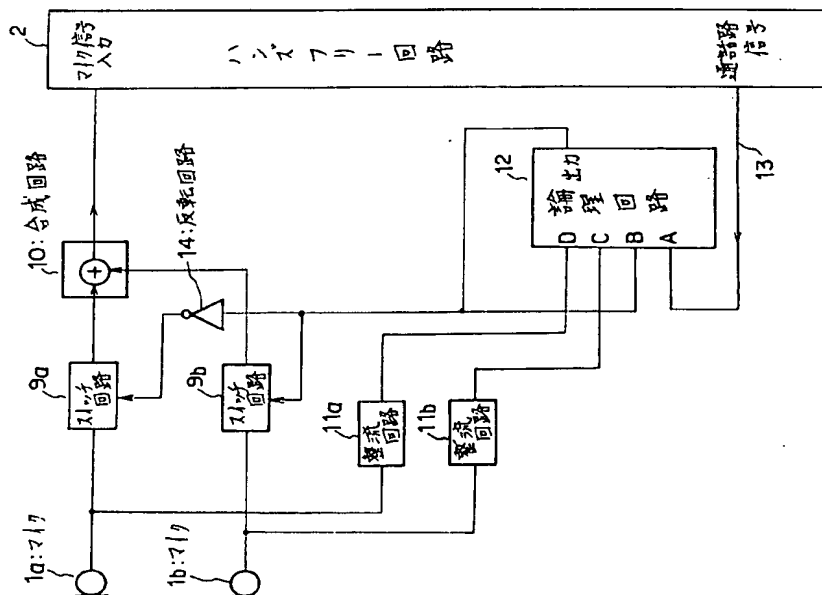 2
マイク信号
入力
ハンズフリー回路
通話路
信号
10:合成回路
+
14:反転回路
12
出力
論理回路
D
C
B
A
13
9a
スイッチ
回路
9b
スイッチ
回路
11a
整流
回路
11b
整流
回路
1a:マイク
1b:マイク